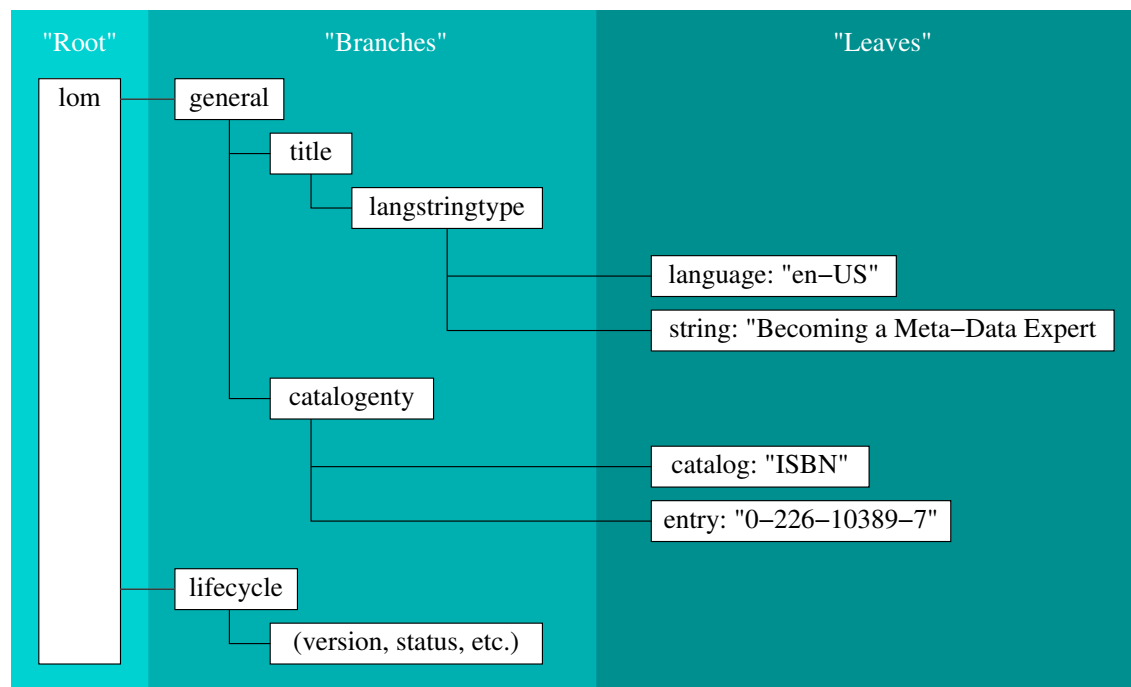 "Root" "Branches" "Leaves"
lom general
title
langstringtype
language: "en−US"
string: "Becoming a Meta−Data Expert
catalogenty
catalog: "ISBN"
entry: "0−226−10389−7"
lifecycle
(version, status, etc.)